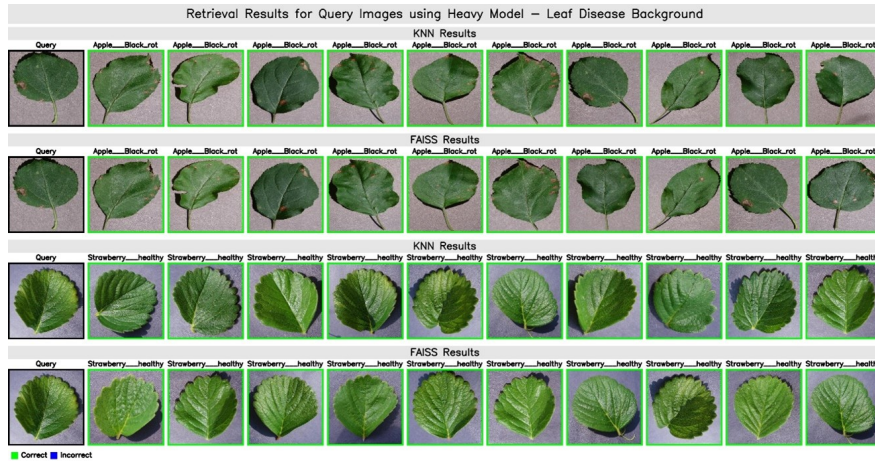 Retrieval Results for Query Images using Heavy Model – Leaf Disease Background
KNN Results
Query Apple___Black_rot Apple___Black_rot Apple___Black_rot Apple___Black_rot Apple___Black_rot Apple___Black_rot Apple___Black_rot Apple___Black_rot Apple___Black_rot Apple___Black_rot
FAISS Results
Query Apple___Black_rot Apple___Black_rot Apple___Black_rot Apple___Black_rot Apple___Black_rot Apple___Black_rot Apple___Black_rot Apple___Black_rot Apple___Black_rot Apple___Black_rot
KNN Results
Query Strawberry___healthy Strawberry___healthy Strawberry___healthy Strawberry___healthy Strawberry___healthy Strawberry___healthy Strawberry___healthy Strawberry___healthy Strawberry___healthy Strawberry___healthy
FAISS Results
Query Strawberry___healthy Strawberry___healthy Strawberry___healthy Strawberry___healthy Strawberry___healthy Strawberry___healthy Strawberry___healthy Strawberry___healthy Strawberry___healthy Strawberry___healthy
Correct Incorrect